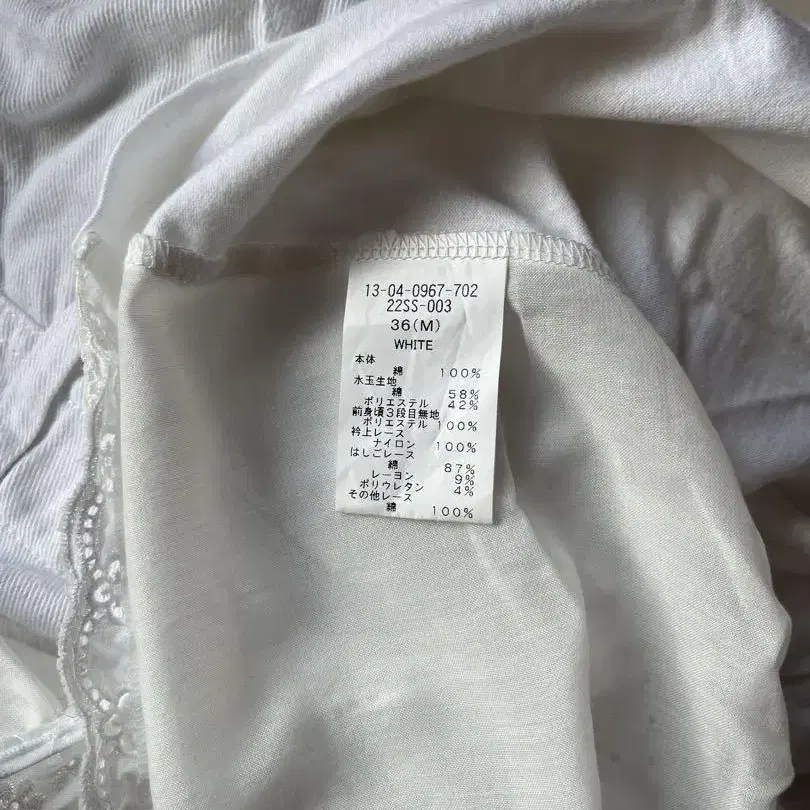 13-04-0967-702
22SS-003
36(M)
WHITE
本体
綿 100%
水玉生地
綿 58%
ポリエステル 42%
前身頃3段目無地
ポリエステル 100%
衿上レース
ナイロン 100%
はしごレース
綿 87%
レーヨン 9%
ポリウレタン 4%
その他レース
綿 100%